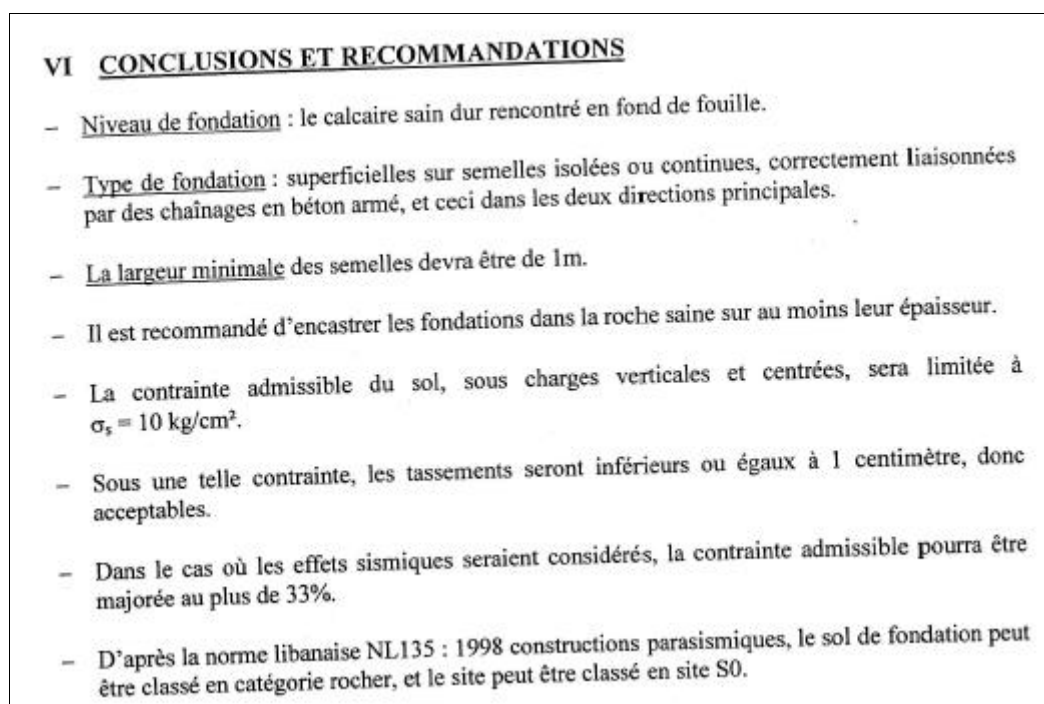 VI CONCLUSIONS ET RECOMMANDATIONS
– Niveau de fondation : le calcaire sain dur rencontré en fond de fouille.
– Type de fondation : superficielles sur semelles isolées ou continues, correctement liaisonnées
par des chaînages en béton armé, et ceci dans les deux directions principales.
– La largeur minimale des semelles devra être de 1m.
– Il est recommandé d'encastrer les fondations dans la roche saine sur au moins leur épaisseur.
– La contrainte admissible du sol, sous charges verticales et centrées, sera limitée à
σs = 10 kg/cm².
– Sous une telle contrainte, les tassements seront inférieurs ou égaux à 1 centimètre, donc
acceptables.
– Dans le cas où les effets sismiques seraient considérés, la contrainte admissible pourra être
majorée au plus de 33%.
– D'après la norme libanaise NL135 : 1998 constructions parasismiques, le sol de fondation peut
être classé en catégorie rocher, et le site peut être classé en site S0.